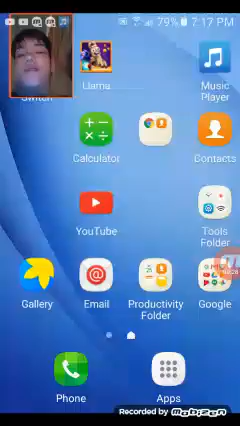 79% 7:17 PM
Switch
Llama
Music
Player
Calculator
Contacts
YouTube
Tools
Folder
Gallery
Email
Productivity
Folder
Google
Phone
Apps
Recorded by Mobizen